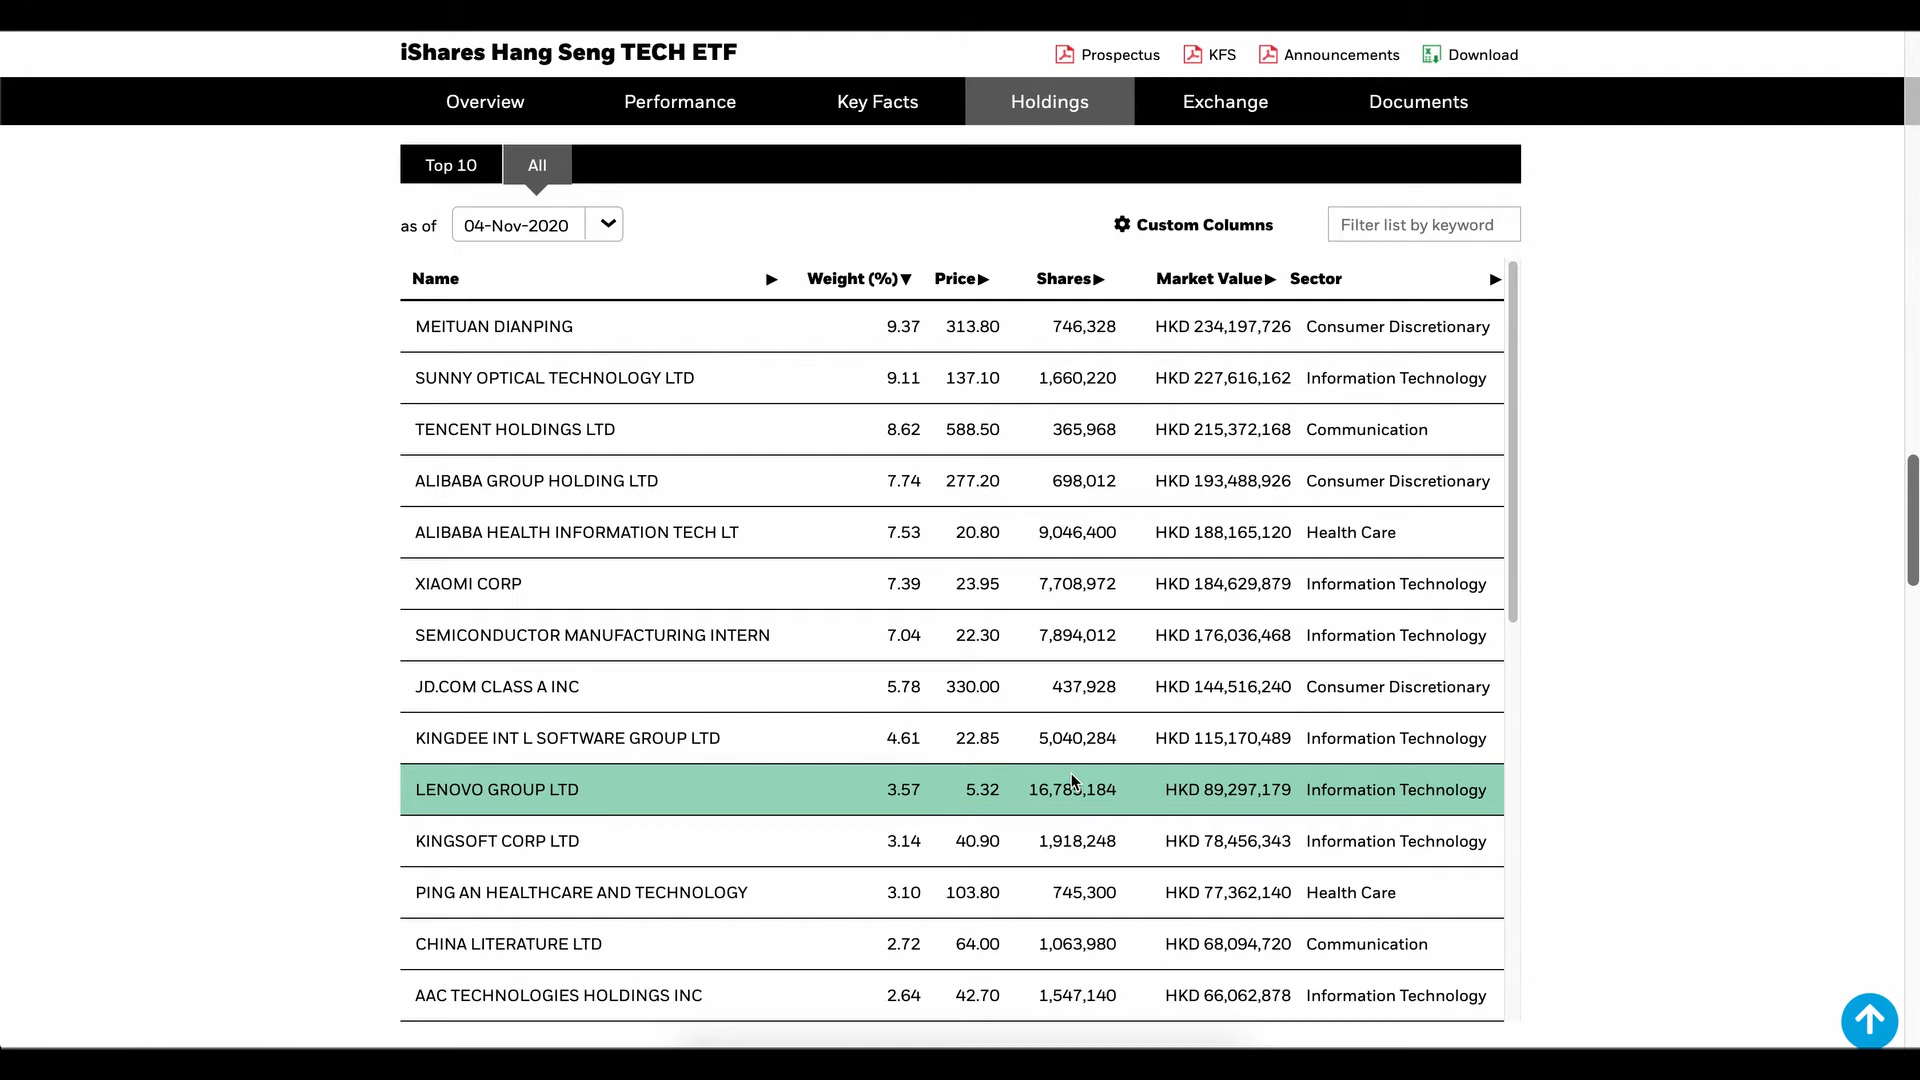 iShares Hang Seng TECH ETF Prospectus KFS Announcements Download
Overview Performance Key Facts Holdings Exchange Documents
Top 10 All
as of 04-Nov-2020 Custom Columns Filter list by keyword
Name Weight (%) Price Shares Market Value Sector
MEITUAN DIANPING 9.37 313.80 746,328 HKD 234,197,726 Consumer Discretionary
SUNNY OPTICAL TECHNOLOGY LTD 9.11 137.10 1,660,220 HKD 227,616,162 Information Technology
TENCENT HOLDINGS LTD 8.62 588.50 365,968 HKD 215,372,168 Communication
ALIBABA GROUP HOLDING LTD 7.74 277.20 698,012 HKD 193,488,926 Consumer Discretionary
ALIBABA HEALTH INFORMATION TECH LT 7.53 20.80 9,046,400 HKD 188,165,120 Health Care
XIAOMI CORP 7.39 23.95 7,708,972 HKD 184,629,879 Information Technology
SEMICONDUCTOR MANUFACTURING INTERN 7.04 22.30 7,894,012 HKD 176,036,468 Information Technology
JD.COM CLASS A INC 5.78 330.00 437,928 HKD 144,516,240 Consumer Discretionary
KINGDEE INT L SOFTWARE GROUP LTD 4.61 22.85 5,040,284 HKD 115,170,489 Information Technology
LENOVO GROUP LTD 3.57 5.32 HKD 89,297,179 Information Technology
KINGSOFT CORP LTD 3.14 40.90 1,918,248 HKD 78,456,343 Information Technology
PING AN HEALTHCARE AND TECHNOLOGY 3.10 103.80 745,300 HKD 77,362,140 Health Care
CHINA LITERATURE LTD 2.72 64.00 1,063,980 HKD 68,094,720 Communication
AAC TECHNOLOGIES HOLDINGS INC 2.64 42.70 1,547,140 HKD 66,062,878 Information Technology